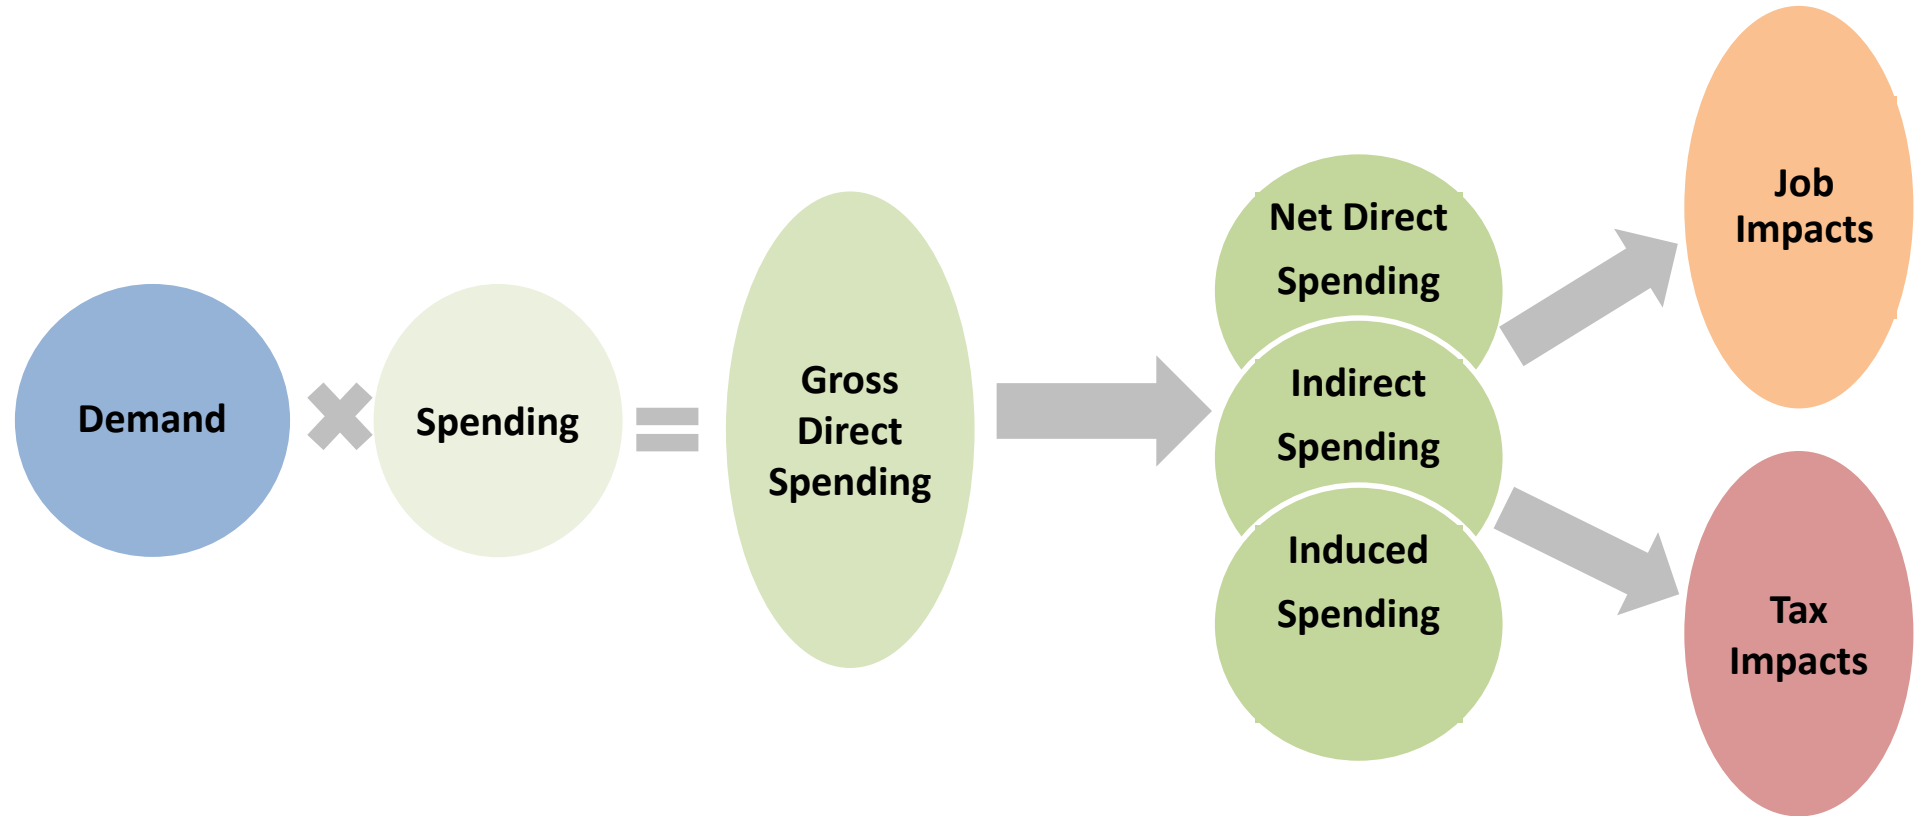 Demand
Spending
Gross
Direct
Spending
Net Direct
Spending
Indirect
Spending
Induced
Spending
Job
Impacts
Tax
Impacts